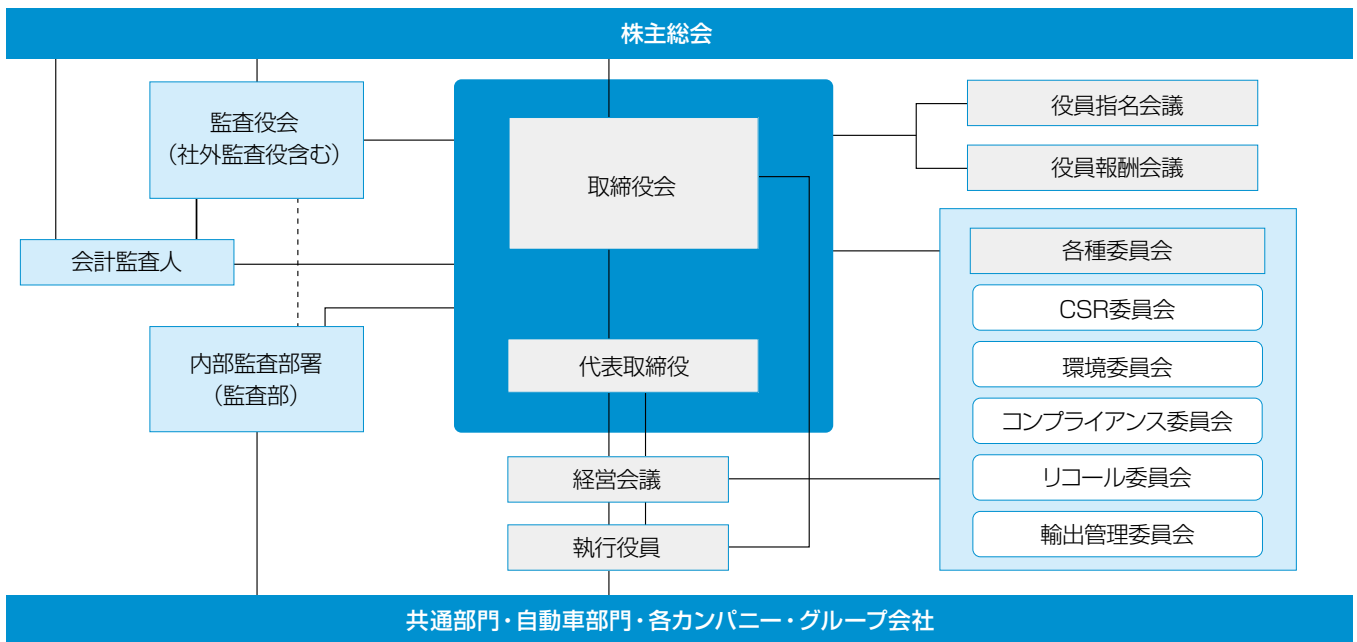 株主総会
監査役会
(社外監査役含む)
会計監査人
内部監査部署
(監査部)
取締役会
代表取締役
経営会議
執行役員
役員指名会議
役員報酬会議
各種委員会
CSR委員会
環境委員会
コンプライアンス委員会
リコール委員会
輸出管理委員会
共通部門・自動車部門・各カンパニー・グループ会社